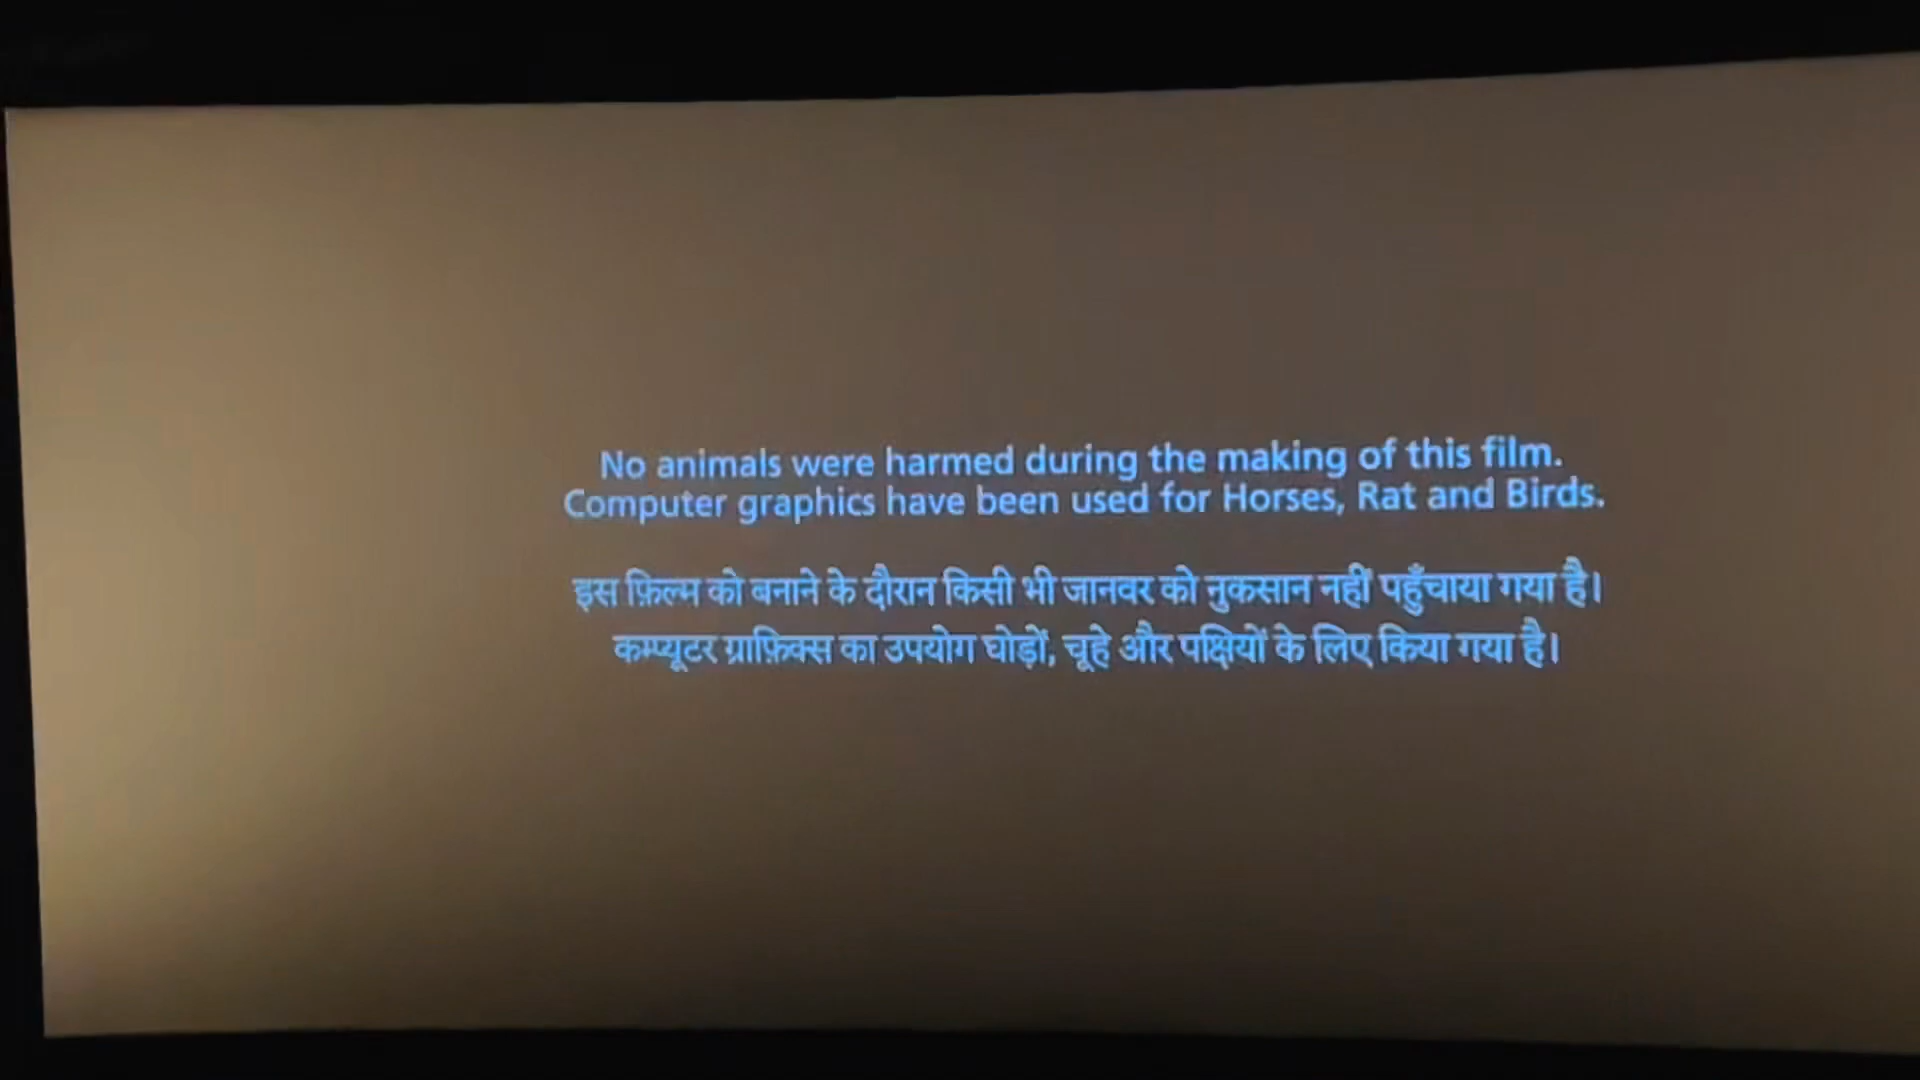 No animals were harmed during the making of this film.
Computer graphics have been used for Horses, Rat and Birds.
इस फ़िल्म को बनाने के दौरान किसी भी जानवर को नुकसान नहीं पहुँचाया गया है।
कम्प्यूटर ग्राफ़िक्स का उपयोग घोड़ों, चूहे और पक्षियों के लिए किया गया है।